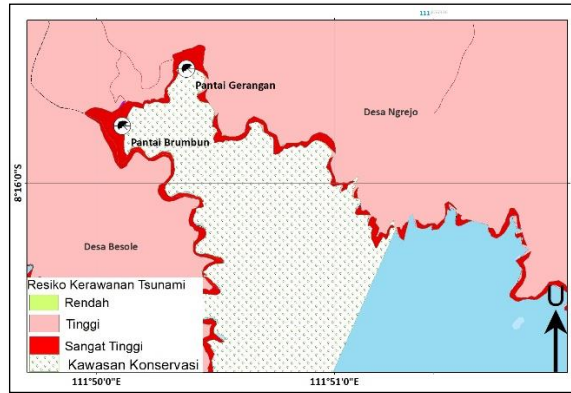 111
Pantai Gerangan
Desa Ngrejo
Pantai Brumbun
8°16'0"S
Desa Besole
Resiko Kerawanan Tsunami
Rendah
Tinggi
Sangat Tinggi
Kawasan Konservasi
U
111°50'0"E
111°51'0"E